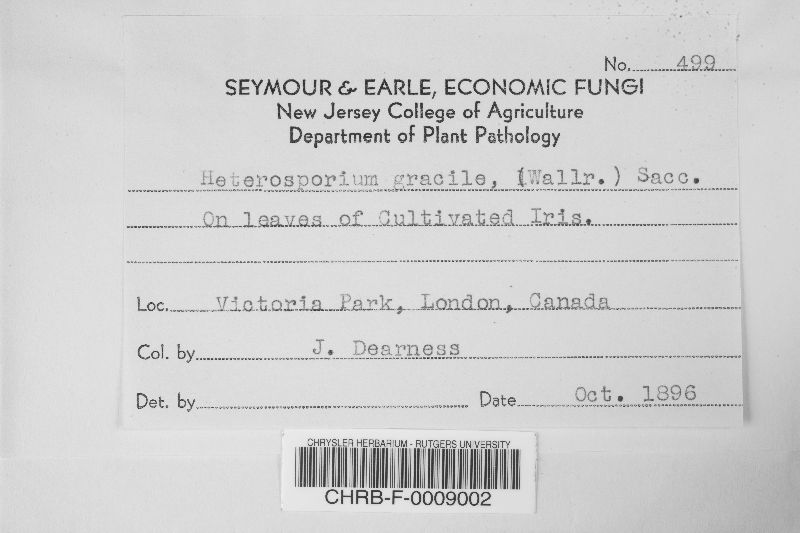 No. 499
SEYMOUR & EARLE, ECONOMIC FUNGI
New Jersey College of Agriculture
Department of Plant Pathology
Heterosporium gracile, (Wallr.) Sacc.
On leaves of Cultivated Iris.
Loc. Victoria Park, London, Canada
Col. by J. Dearness
Det. by Date Oct. 1896
CHRYSLER HERBARIUM - RUTGERS UNIVERSITY
CHRB-F-0009002